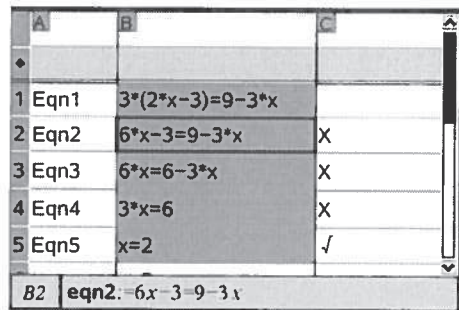 A B C
◆
1 Eqn1 3*(2*x−3)=9−3*x
2 Eqn2 6*x−3=9−3*x X
3 Eqn3 6*x=6−3*x X
4 Eqn4 3*x=6 X
5 Eqn5 x=2 √
B2 eqn2:=6x−3=9−3x